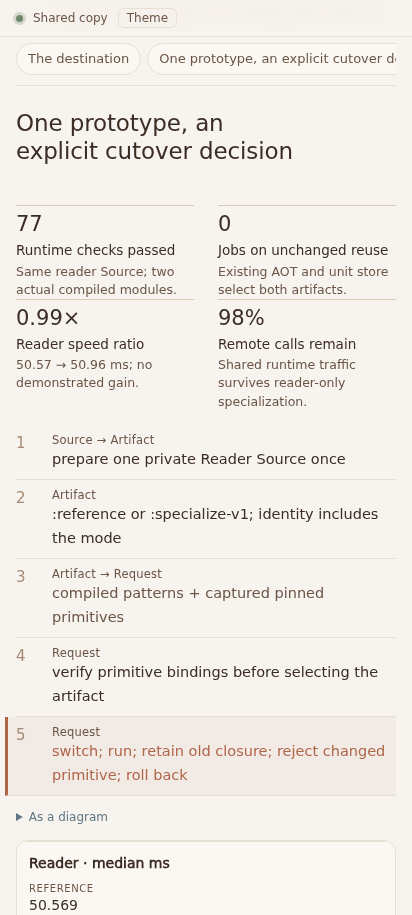 Shared copy
Theme
The destination
One prototype, an explicit cutover de
One prototype, an
explicit cutover decision
77
Runtime checks passed
Same reader Source; two
actual compiled modules.
0
Jobs on unchanged reuse
Existing AOT and unit store
select both artifacts.
0.99×
Reader speed ratio
50.57 → 50.96 ms; no
demonstrated gain.
98%
Remote calls remain
Shared runtime traffic
survives reader-only
specialization.
1
Source → Artifact
prepare one private Reader Source once
2
Artifact
:reference or :specialize-v1; identity includes
the mode
3
Artifact → Request
compiled patterns + captured pinned
primitives
4
Request
verify primitive bindings before selecting the
artifact
5
Request
switch; run; retain old closure; reject changed
primitive; roll back
As a diagram
Reader · median ms
REFERENCE
50.569